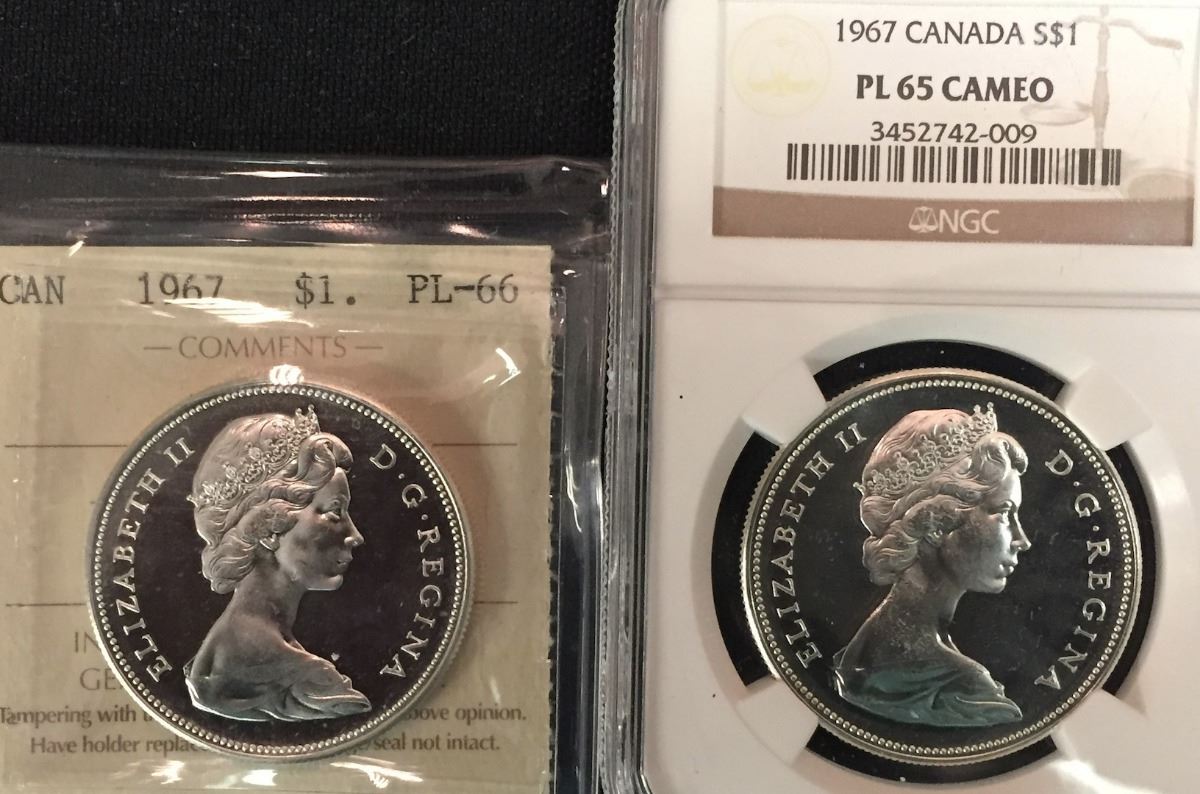 CAN 1967 $1. PL-66
— COMMENTS —
ELIZABETH II D·G·REGINA
Tampering with above opinion.
Have holder seal not intact.
1967 CANADA S$1
PL 65 CAMEO
3452742-009
NGC
ELIZABETH II D·G·REGINA